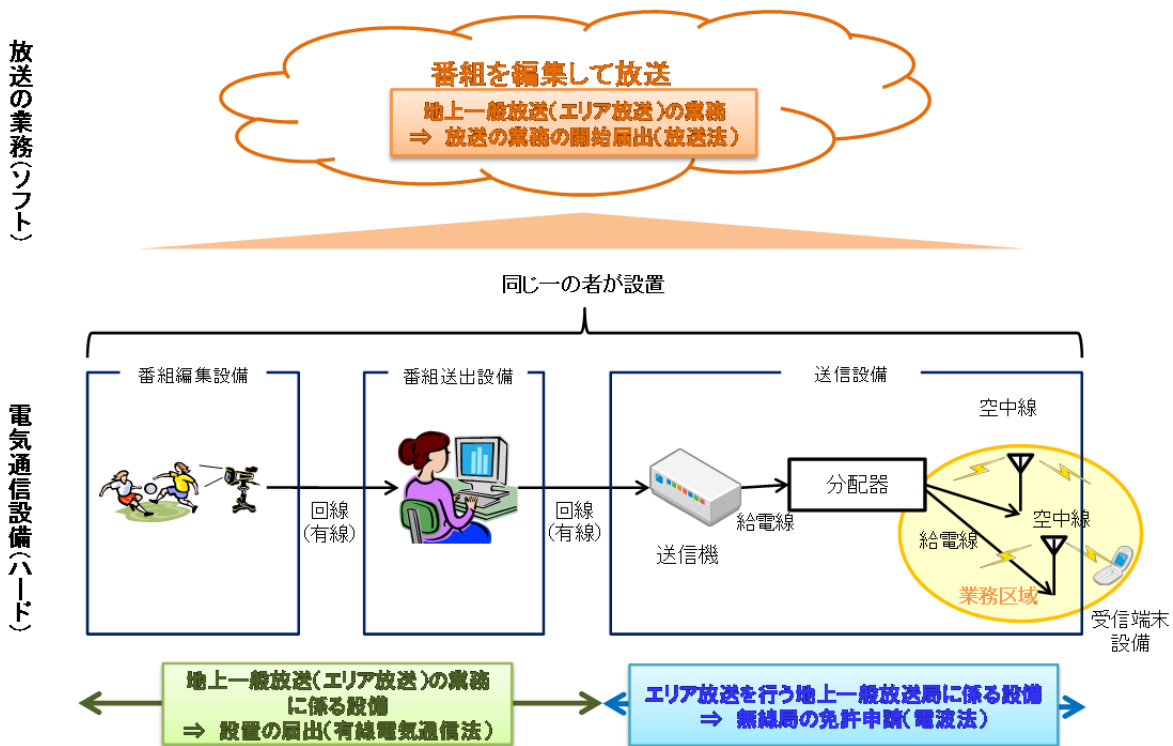 放送の業務(ソフト)
番組を編集して放送
地上一般放送(エリア放送)の業務
⇒ 放送の業務の開始届出(放送法)
同じ一の者が設置
電気通信設備(ハード)
番組編集設備
番組送出設備
送信設備
空中線
回線
(有線)
回線
(有線)
送信機
給電線
分配器
給電線
空中線
業務区域
受信端末
設備
地上一般放送(エリア放送)の業務
に係る設備
⇒ 設置の届出(有線電気通信法)
エリア放送を行う地上一般放送局に係る設備
⇒ 無線局の免許申請(電波法)